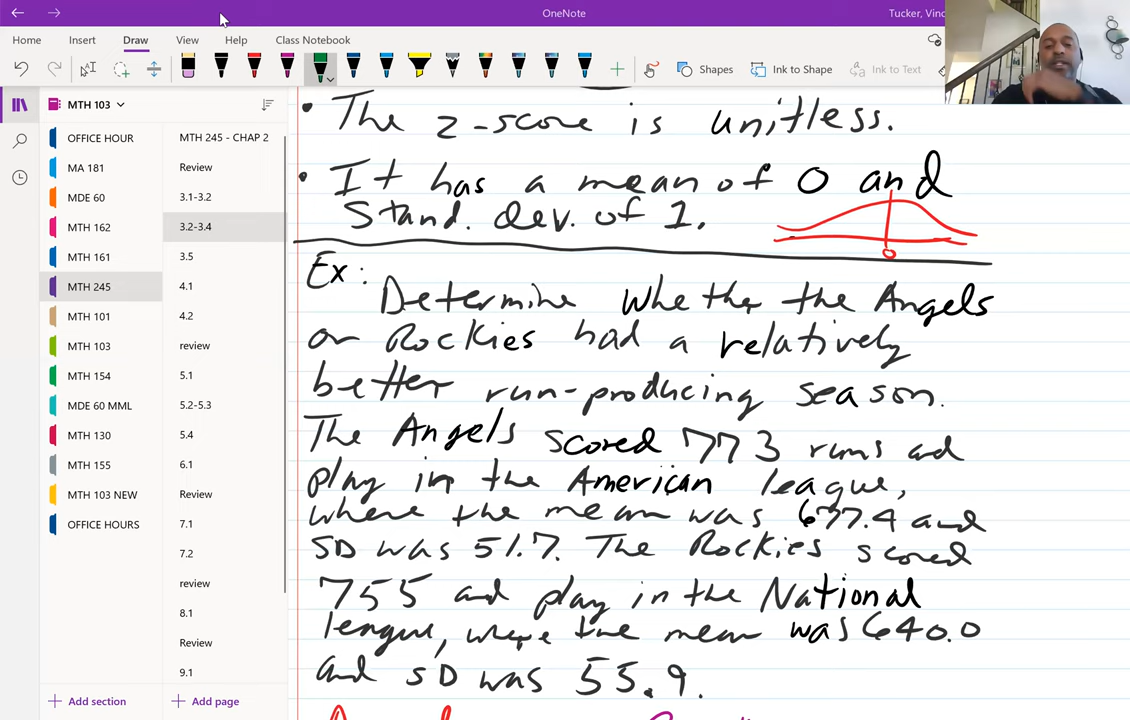 OneNote
Tucker, Vinc
Home Insert Draw View Help Class Notebook
Shapes Ink to Shape Ink to Text
MTH 103
OFFICE HOUR
MA 181
MDE 60
MTH 162
MTH 161
MTH 245
MTH 101
MTH 103
MTH 154
MDE 60 MML
MTH 130
MTH 155
MTH 103 NEW
OFFICE HOURS
Add section
MTH 245 - CHAP 2
Review
3.1-3.2
3.2-3.4
3.5
4.1
4.2
review
5.1
5.2-5.3
5.4
6.1
Review
7.1
7.2
review
8.1
Review
9.1
Add page
• The z-score is unitless.
• It has a mean of 0 and
Stand. dev. of 1.
0
Ex:
Determine whether the Angels
or Rockies had a relatively
better run-producing season.
The Angels scored 773 runs and
play in the American league,
where the mean was 677.4 and
SD was 51.7. The Rockies scored
755 and play in the National
league, where the mean was 640.0
and SD was 55.9.